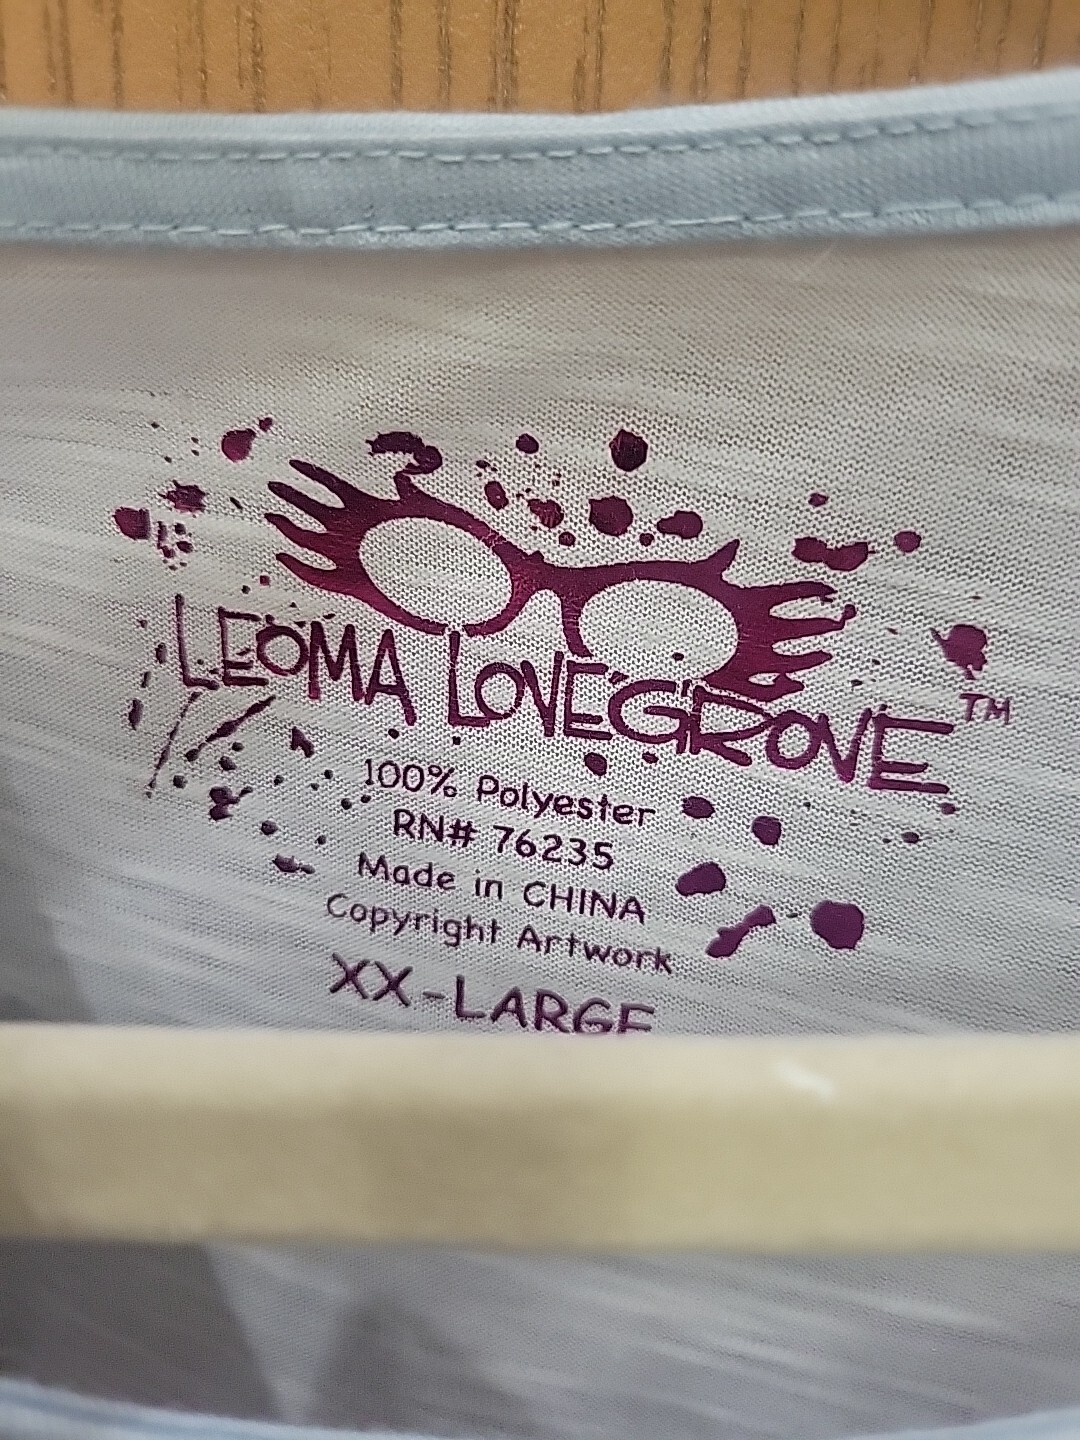 LEOMA LOVEGROVE™
100% Polyester
RN# 76235
Made in CHINA
Copyright Artwork
XX-LARGE